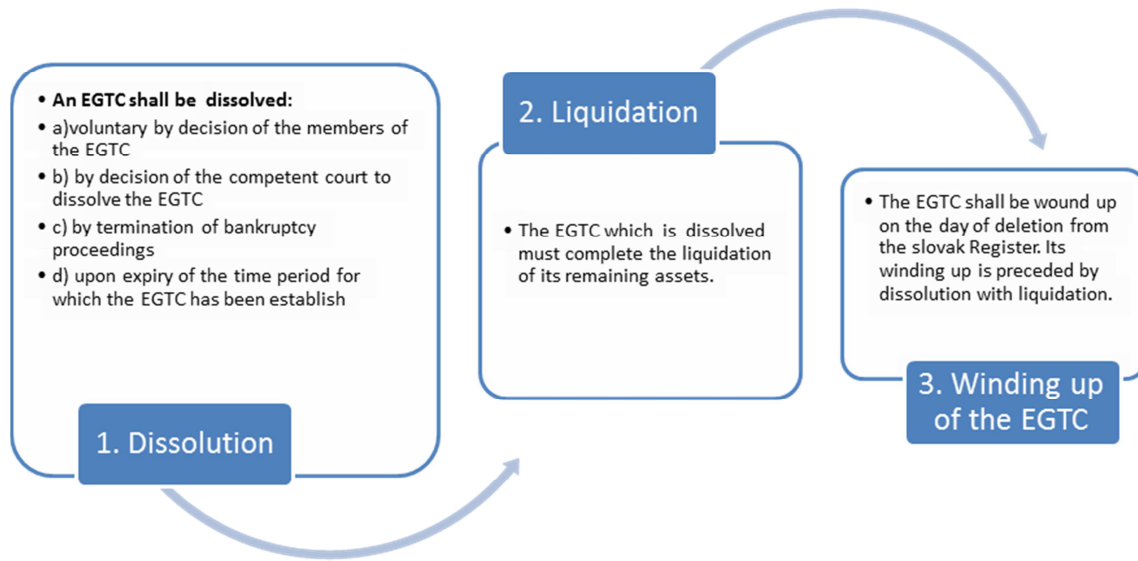 • An EGTC shall be dissolved:
• a)voluntary by decision of the members of
the EGTC
• b) by decision of the competent court to
dissolve the EGTC
• c) by termination of bankruptcy
proceedings
• d) upon expiry of the time period for
which the EGTC has been establish
1. Dissolution
2. Liquidation
• The EGTC which is dissolved
must complete the liquidation
of its remaining assets.
• The EGTC shall be wound up
on the day of deletion from
the slovak Register. Its
winding up is preceded by
dissolution with liquidation.
3. Winding up
of the EGTC